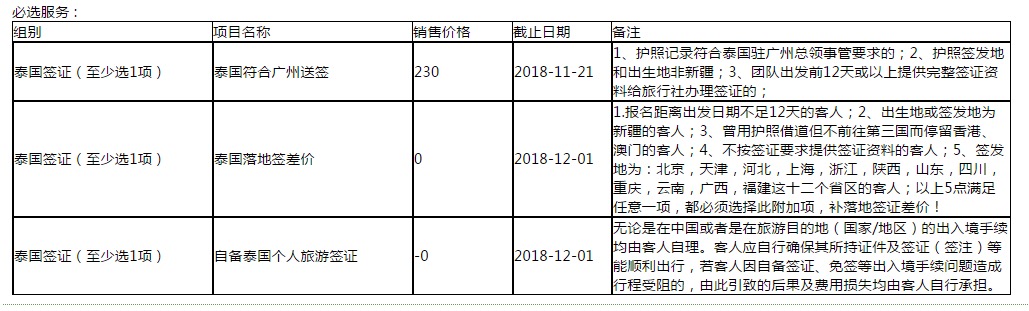 必选服务：
组别 项目名称 销售价格 截止日期 备注
泰国签证（至少选1项） 泰国符合广州送签 230 2018-11-21
1、护照记录符合泰国驻广州总领事管要求的；2、护照签发地
和出生地非新疆；3、团队出发前12天或以上提供完整签证资
料给旅行社办理签证的；
泰国签证（至少选1项） 泰国落地签差价 0 2018-12-01
1.报名距离出发日期不足12天的客人；2、出生地或签发地为
新疆的客人；3、曾用护照借道但不前往第三国而停留香港、
澳门的客人；4、不按签证要求提供签证资料的客人；5、签发
地为：北京，天津，河北，上海，浙江，陕西，山东，四川，
重庆，云南，广西，福建这十二个省区的客人；以上5点满足
任意一项，都必须选择此附加项，补落地签证差价！
泰国签证（至少选1项） 自备泰国个人旅游签证 -0 2018-12-01
无论是在中国或者是在旅游目的地（国家/地区）的出入境手续
均由客人自理。客人应自行确保其所持证件及签证（签注）等
能顺利出行，若客人因自备签证、免签等出入境手续问题造成
行程受阻的，由此引致的后果及费用损失均由客人自行承担。